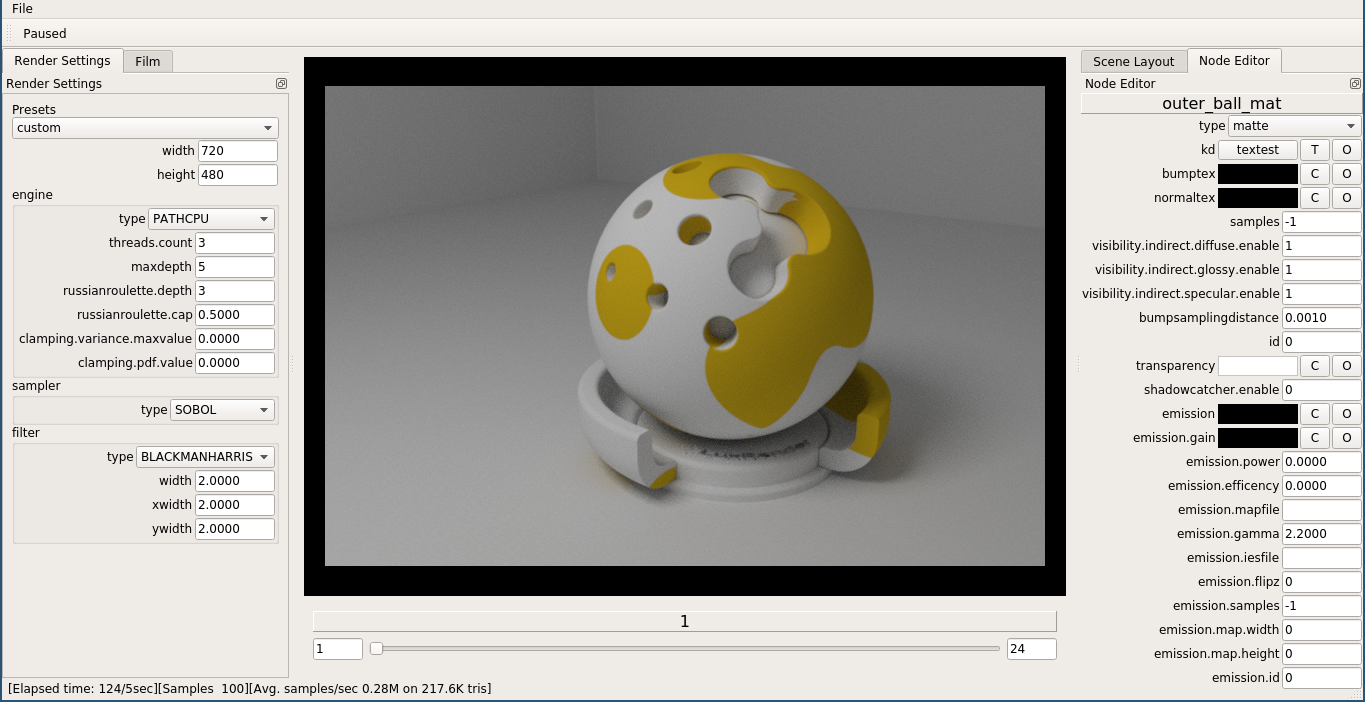 File
Paused
Render Settings Film
Render Settings
Presets
custom
width 720
height 480
engine
type PATHCPU
threads.count 3
maxdepth 5
russianroulette.depth 3
russianroulette.cap 0.5000
clamping.variance.maxvalue 0.0000
clamping.pdf.value 0.0000
sampler
type SOBOL
filter
type BLACKMANHARRIS
width 2.0000
xwidth 2.0000
ywidth 2.0000
1
1 24
Scene Layout Node Editor
Node Editor
outer_ball_mat
type matte
kd textest T O
bumptex C O
normaltex C O
samples -1
visibility.indirect.diffuse.enable 1
visibility.indirect.glossy.enable 1
visibility.indirect.specular.enable 1
bumpsamplingdistance 0.0010
id 0
transparency C O
shadowcatcher.enable 0
emission C O
emission.gain C O
emission.power 0.0000
emission.efficency 0.0000
emission.mapfile
emission.gamma 2.2000
emission.iesfile
emission.flipz 0
emission.samples -1
emission.map.width 0
emission.map.height 0
emission.id 0
[Elapsed time: 124/5sec][Samples  100][Avg. samples/sec 0.28M on 217.6K tris]